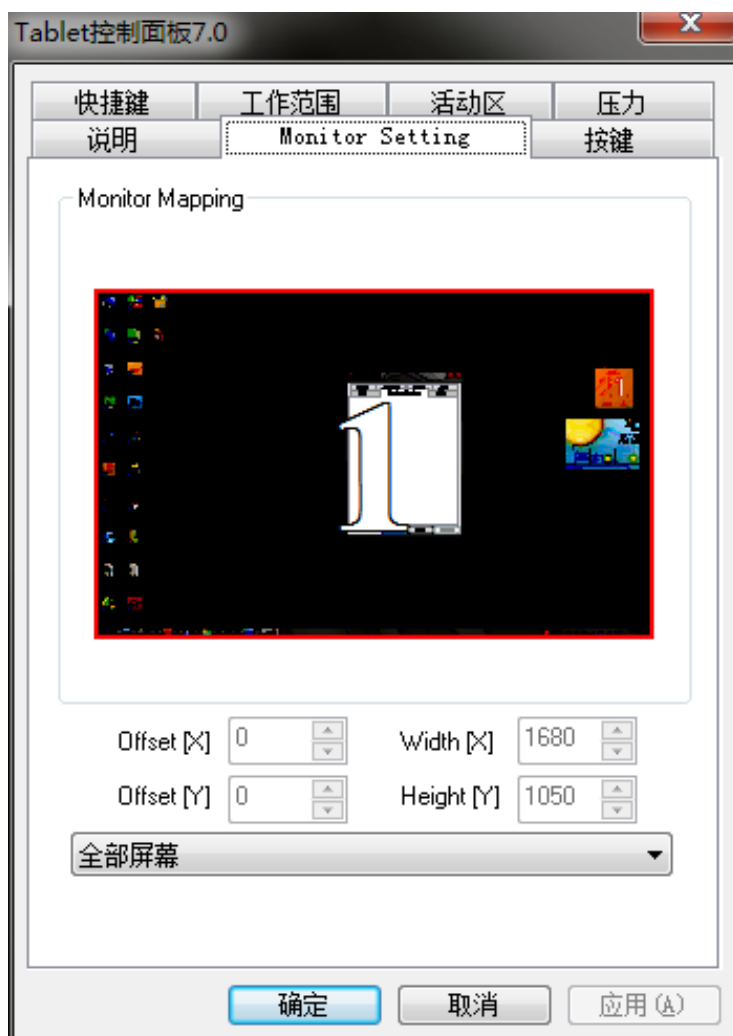 Tablet控制面板7.0
快捷鍵 工作范围 活动区 压力
说明 Monitor Setting 按键
Monitor Mapping
1
1
Offset [X] 0 Width [X] 1680
Offset [Y] 0 Height [Y] 1050
全部屏幕
确定 取消 应用(A)